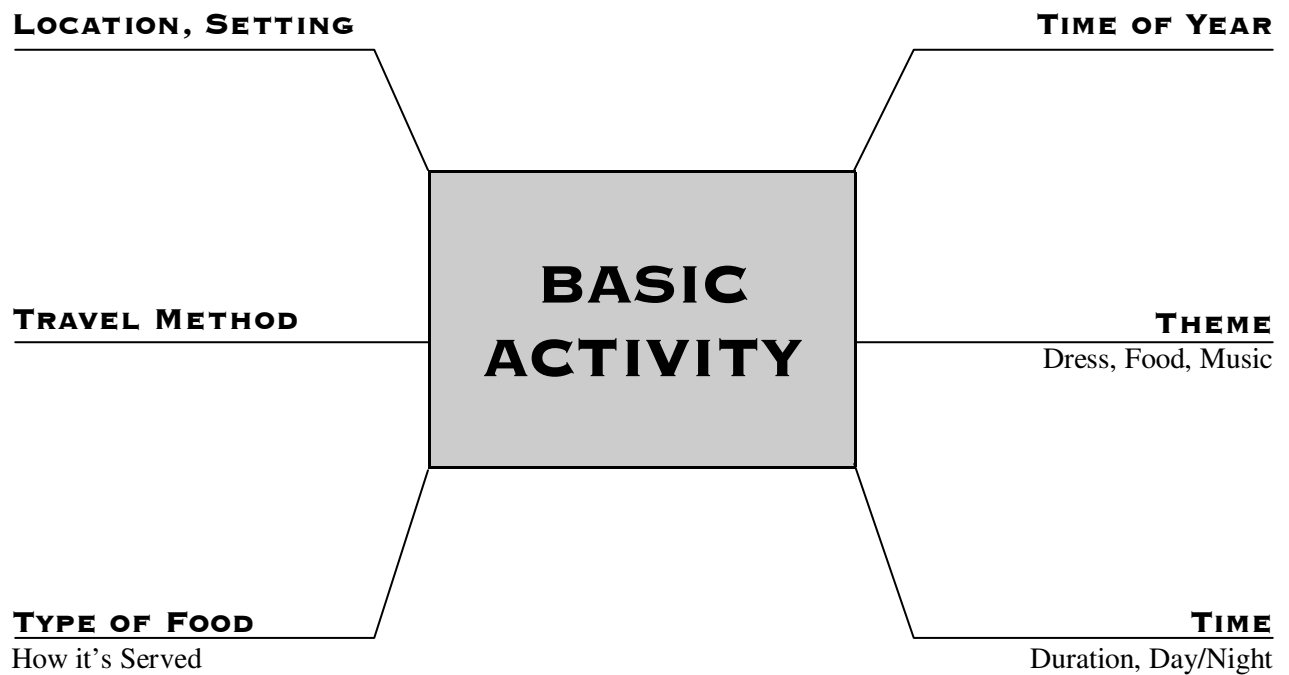 Location, Setting
Time of Year
BASIC
ACTIVITY
Travel Method
Theme
Dress, Food, Music
Type of Food
How it’s Served
Time
Duration, Day/Night